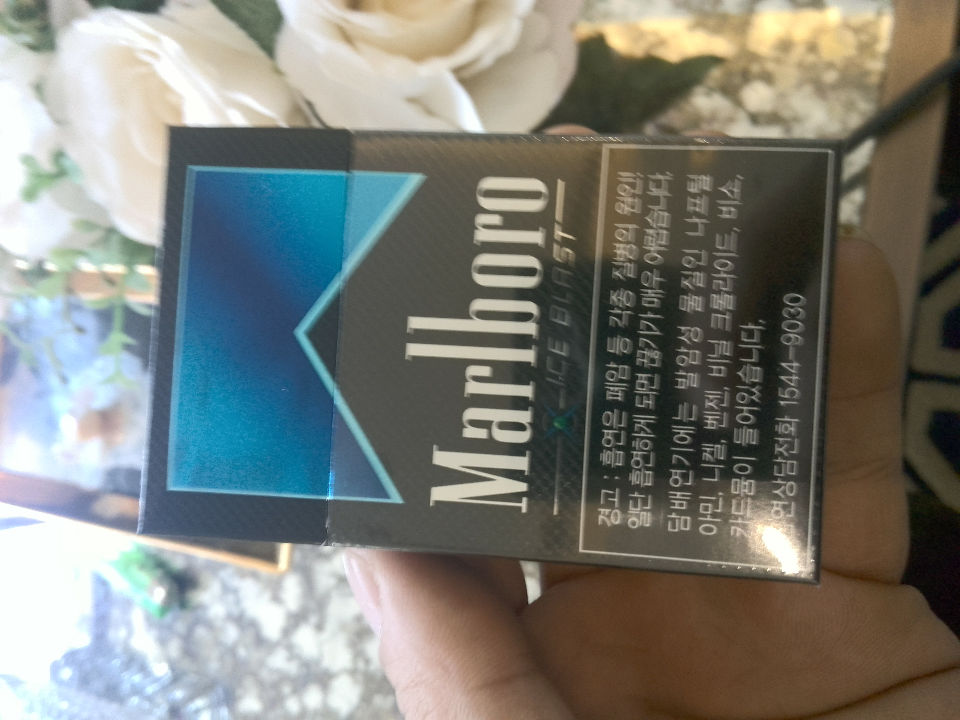 Marlboro
ICE BLAST
경고 : 흡연은 폐암 등 각종 질병의 원인!
일단 흡연하게 되면 끊기가 매우 어렵습니다.
담배연기에는 발암성 물질인 나프틸
아민, 니켈, 벤젠, 비닐 크롤라이드, 비소,
카드뮴이 들어있습니다.
금연상담전화 1544-9030